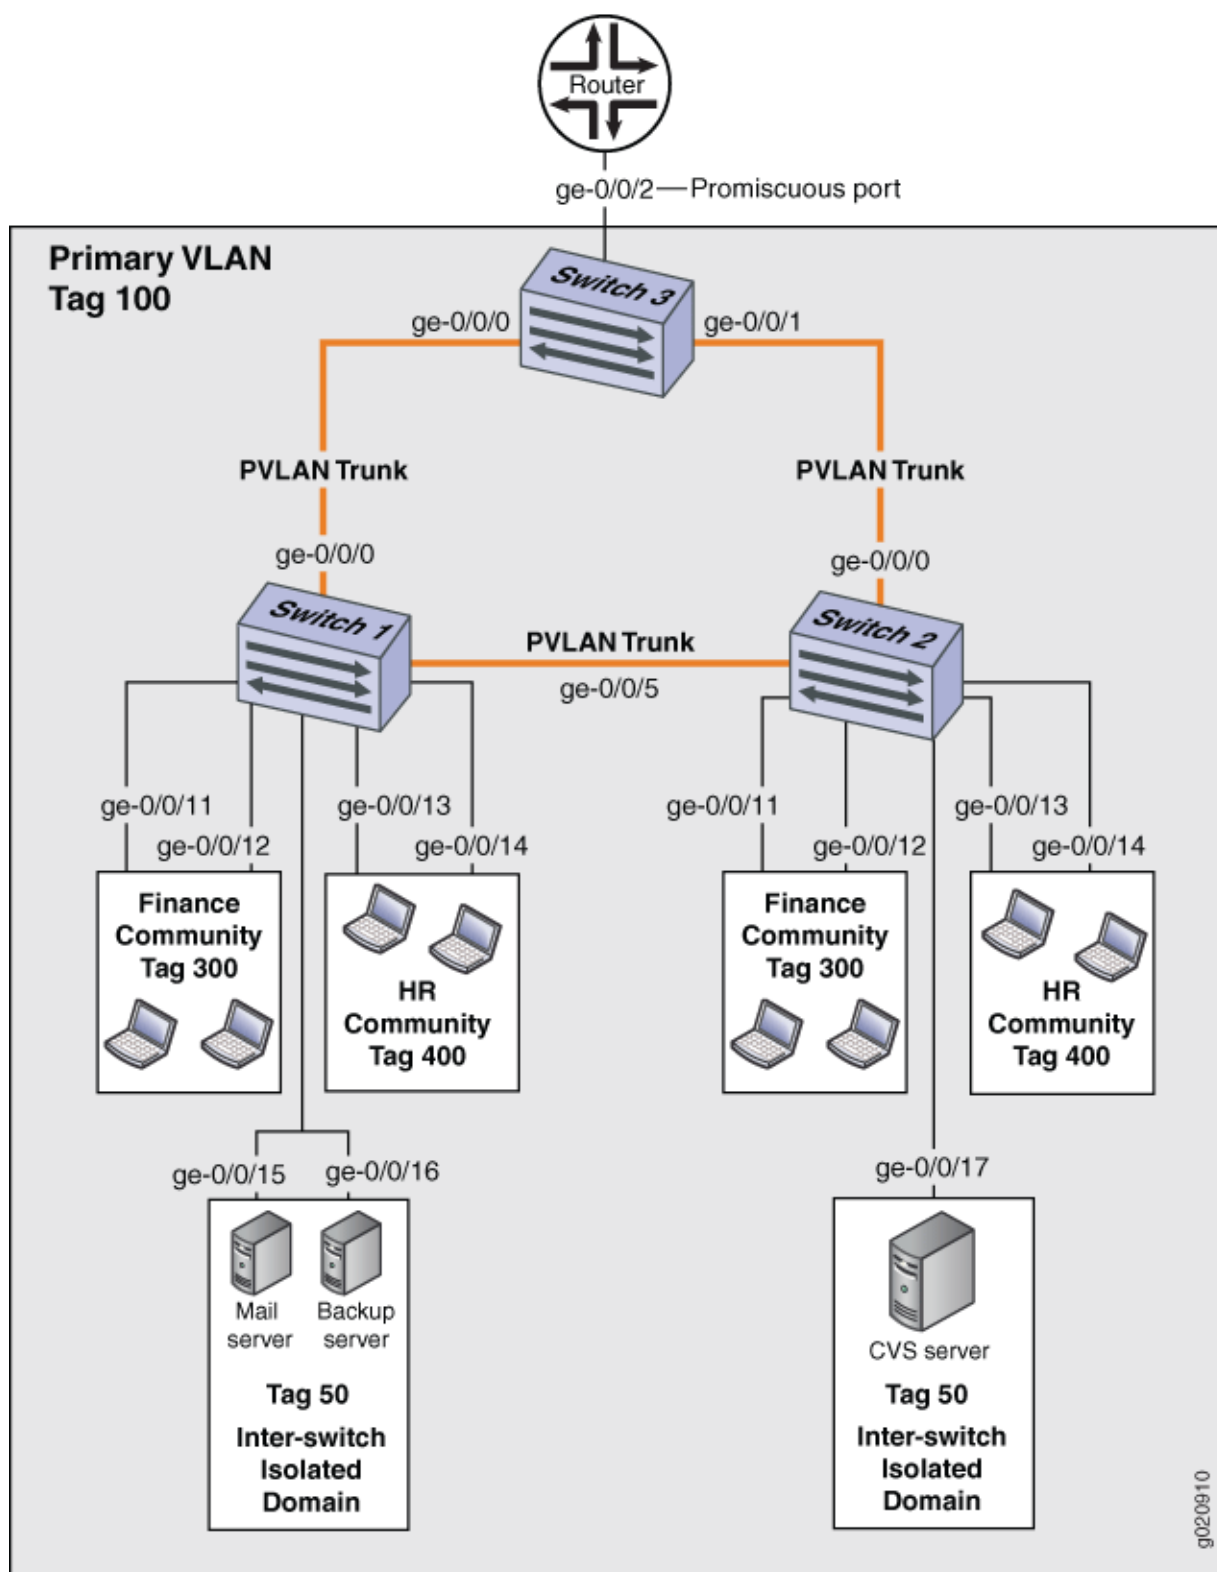 Router
ge-0/0/2
Promiscuous port
Primary VLAN
Tag 100
Switch 3
ge-0/0/0
ge-0/0/1
PVLAN Trunk
PVLAN Trunk
ge-0/0/0
ge-0/0/0
Switch 1
Switch 2
PVLAN Trunk
ge-0/0/5
ge-0/0/11
ge-0/0/12
ge-0/0/13
ge-0/0/14
ge-0/0/11
ge-0/0/12
ge-0/0/13
ge-0/0/14
Finance
Community
Tag 300
HR
Community
Tag 400
Finance
Community
Tag 300
HR
Community
Tag 400
ge-0/0/15
ge-0/0/16
ge-0/0/17
Mail
server
Backup
server
Tag 50
Inter-switch
Isolated
Domain
CVS server
Tag 50
Inter-switch
Isolated
Domain
g020910